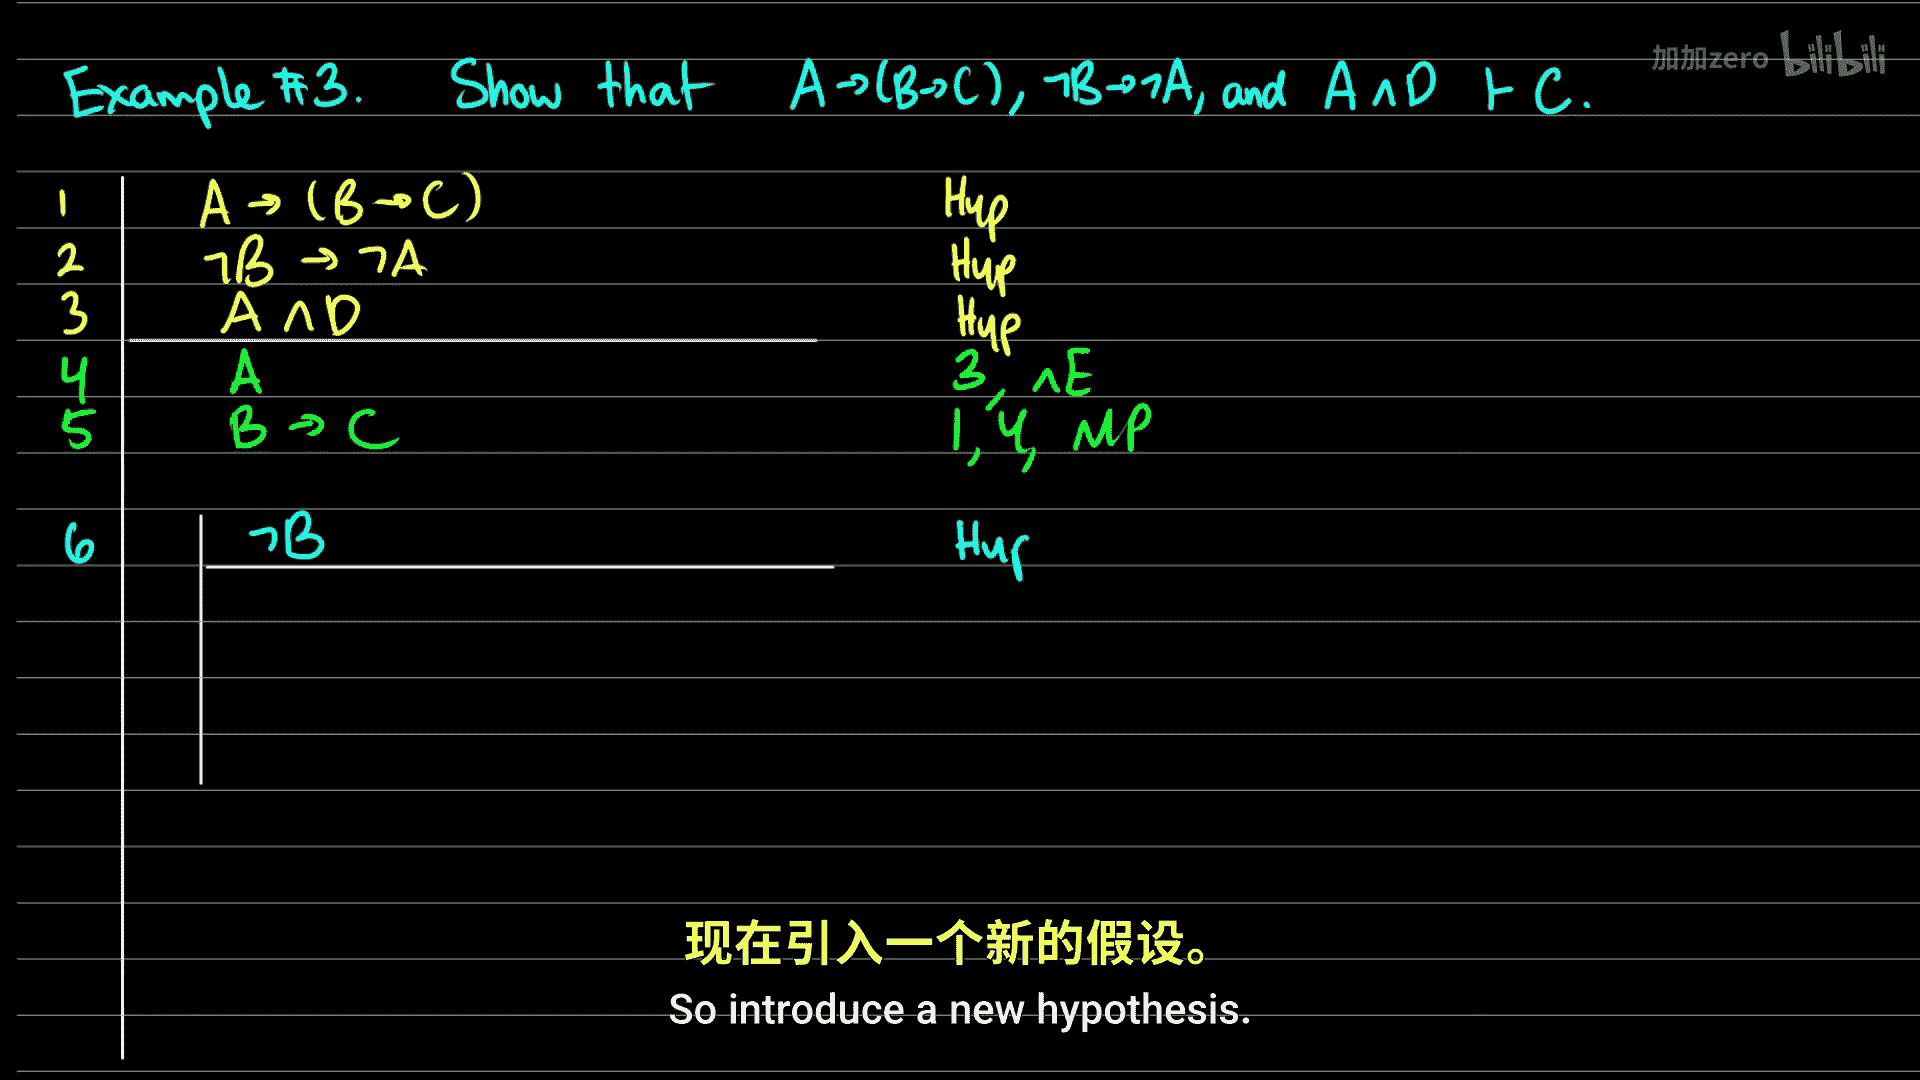 加加zero bilibili
Example #3. Show that A→(B→C), ¬B→¬A, and A∧D ⊢ C.
1 A → (B → C) Hyp
2 ¬B → ¬A Hyp
3 A ∧ D Hyp
4 A 3, ∧E
5 B → C 1, 4, MP
6 ¬B Hyp
现在引入一个新的假设。
So introduce a new hypothesis.